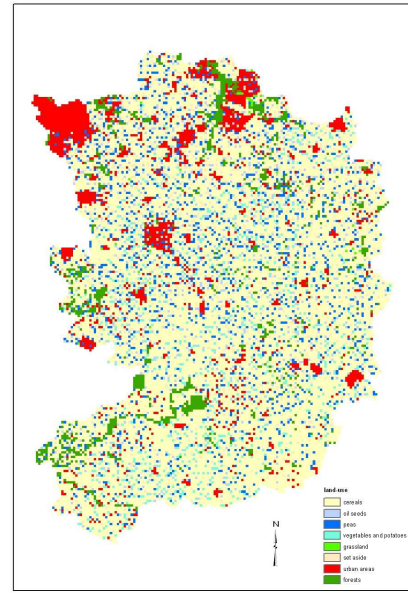 land-use
cereals
oil seeds
peas
vegetables and potatoes
grassland
set aside
urban areas
forests
N